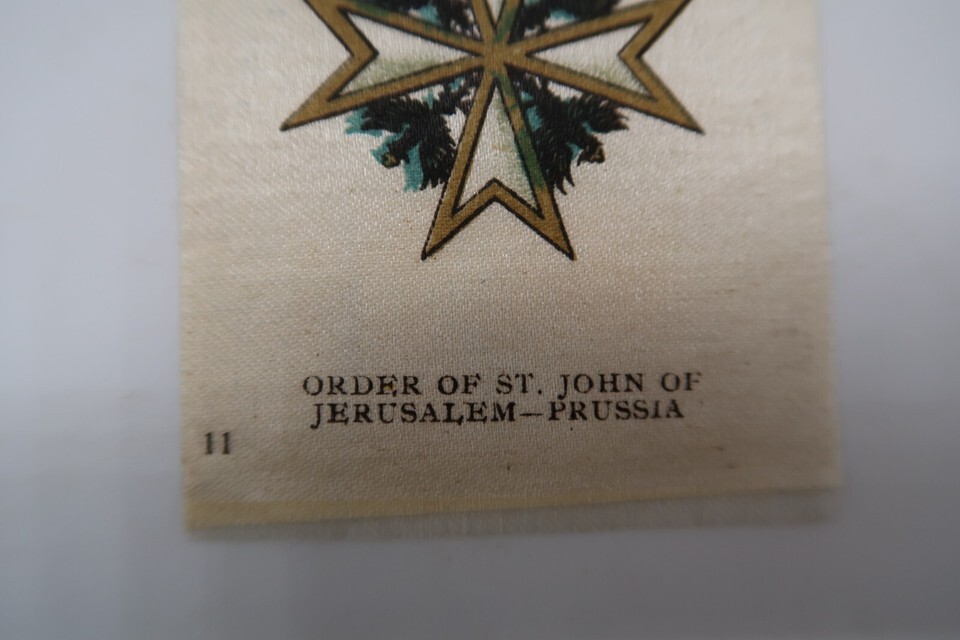 ORDER OF ST. JOHN OF
JERUSALEM—PRUSSIA
11